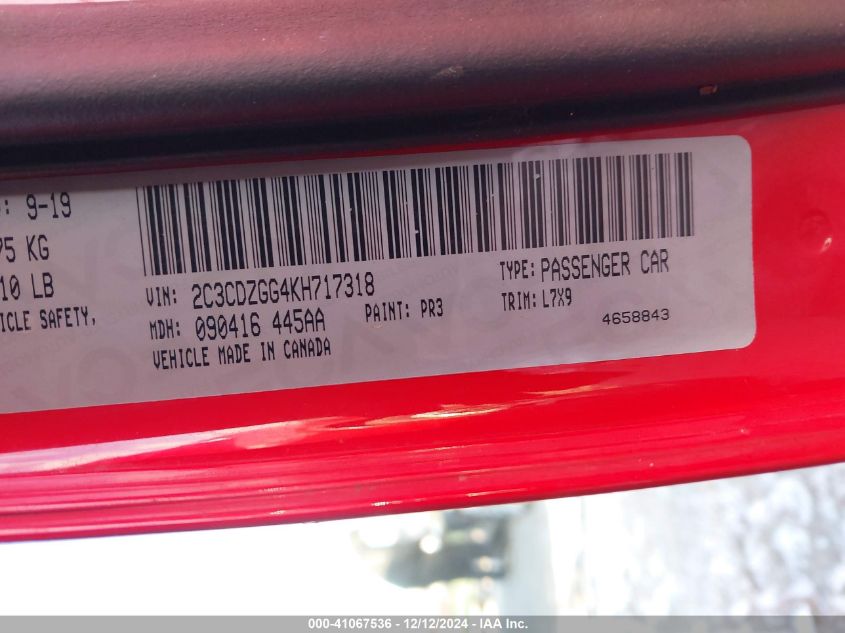 : 9-19
75 KG
10 LB
ICLE SAFETY,
VIN: 2C3CDZGG4KH717318
TYPE: PASSENGER CAR
MDH: 090416 445AA
PAINT: PR3
TRIM: L7X9
VEHICLE MADE IN CANADA
4658843
000-41067536 - 12/12/2024 - IAA Inc.